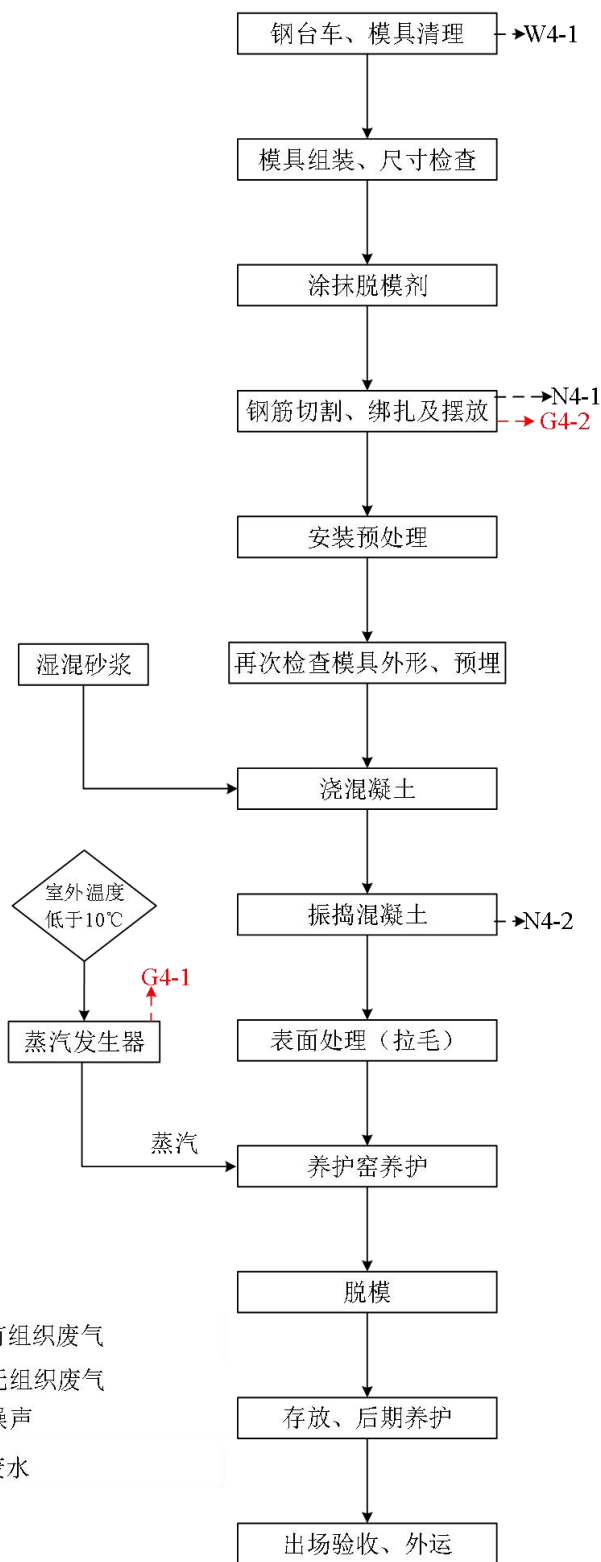 钢台车、模具清理
W4-1
模具组装、尺寸检查
涂抹脱模剂
钢筋切割、绑扎及摆放
N4-1
G4-2
安装预处理
湿混砂浆
再次检查模具外形、预埋
浇混凝土
室外温度
低于10℃
振捣混凝土
N4-2
G4-1
蒸汽发生器
表面处理（拉毛）
蒸汽
养护窑养护
脱模
组织废气
组织废气
存放、后期养护
声
水
出场验收、外运